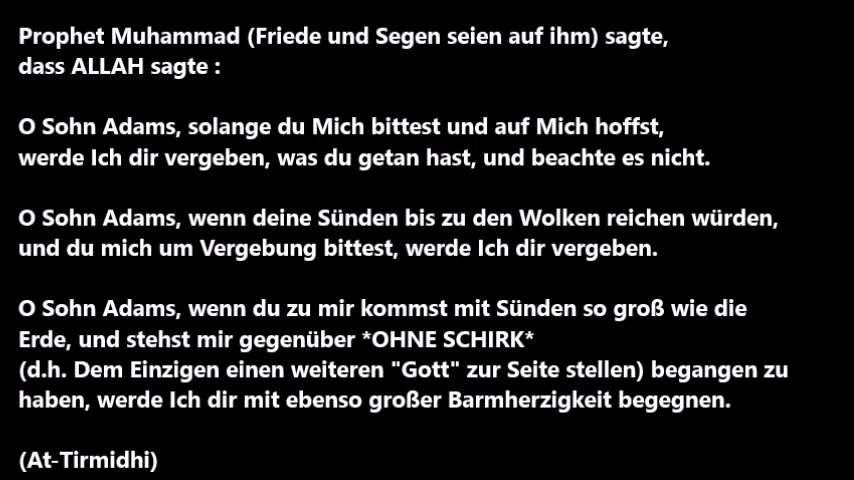 Prophet Muhammad (Friede und Segen seien auf ihm) sagte,
dass ALLAH sagte :
O Sohn Adams, solange du Mich bittest und auf Mich hoffst,
werde Ich dir vergeben, was du getan hast, und beachte es nicht.
O Sohn Adams, wenn deine Sünden bis zu den Wolken reichen würden,
und du mich um Vergebung bittest, werde Ich dir vergeben.
O Sohn Adams, wenn du zu mir kommst mit Sünden so groß wie die
Erde, und stehst mir gegenüber *OHNE SCHIRK*
(d.h. Dem Einzigen einen weiteren "Gott" zur Seite stellen) begangen zu
haben, werde Ich dir mit ebenso großer Barmherzigkeit begegnen.
(At-Tirmidhi)